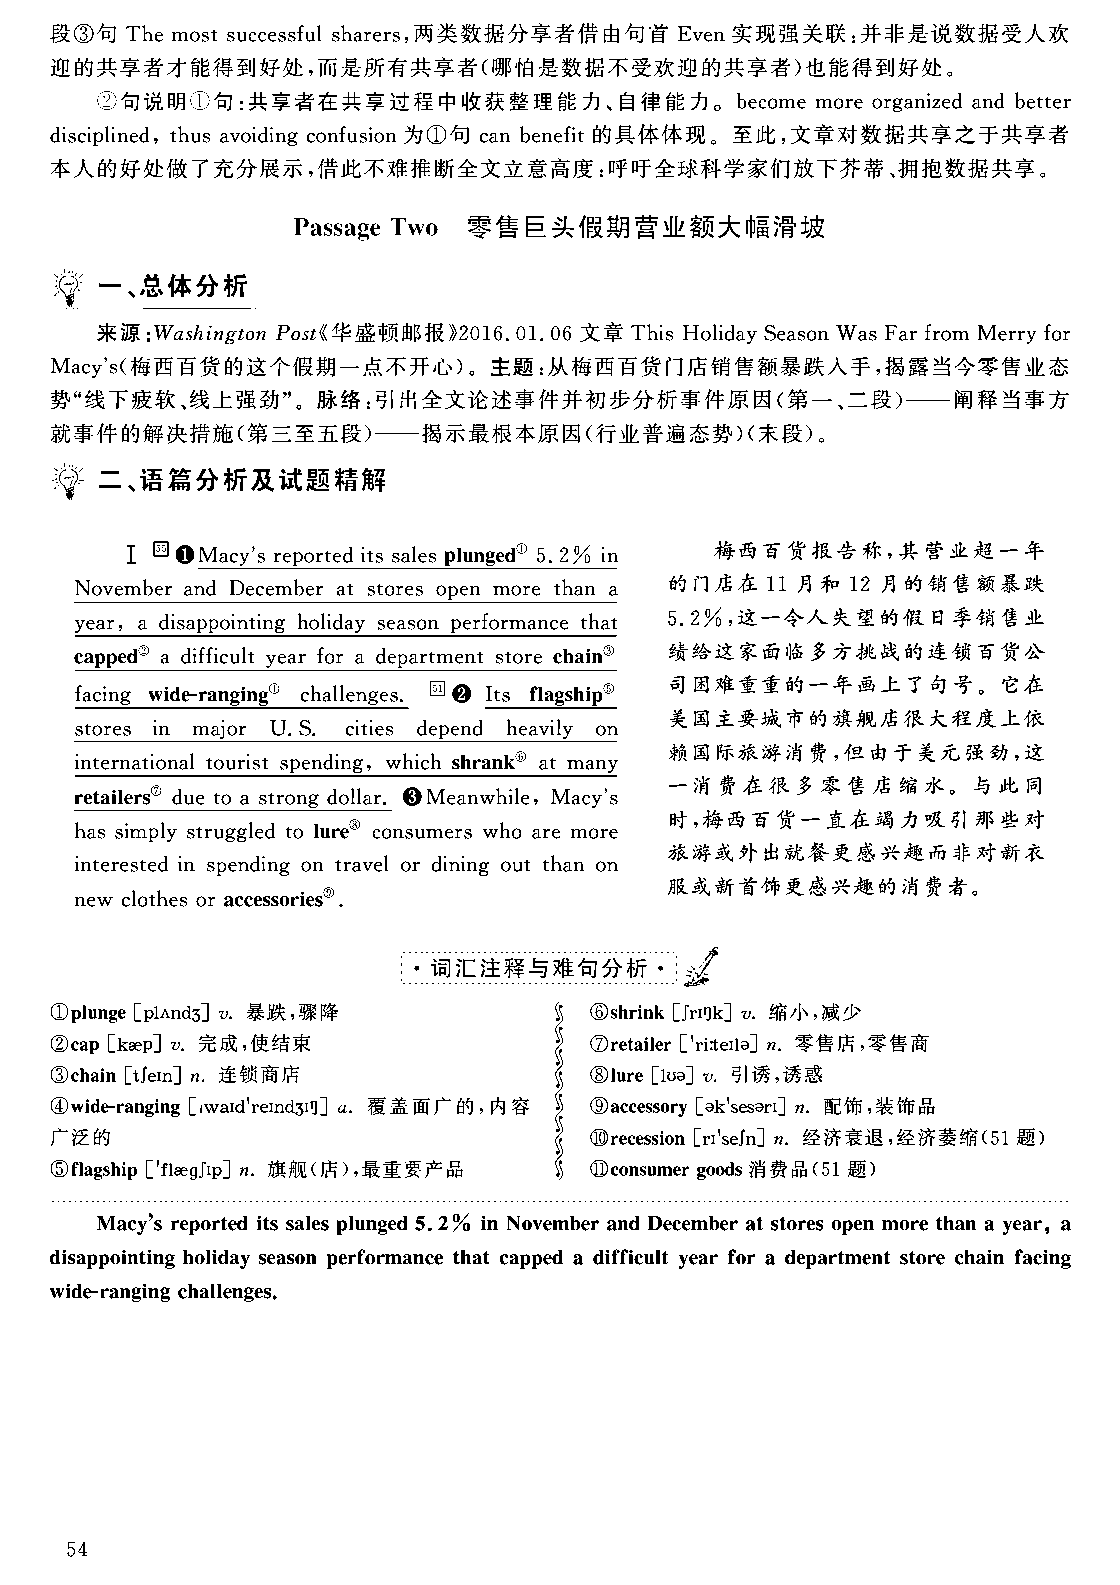 段③句 The most successful sharers,两类数据分享者借由句首 Even 实现强关联:并非是说数据受人欢
迎的共享者才能得到好处,而是所有共享者(哪怕是数据不受欢迎的共享者)也能得到好处。
②句说明①句:共享者在共享过程中收获整理能力、自律能力。become more organized and better
disciplined, thus avoiding confusion 为①句 can benefit 的具体体现。至此,文章对数据共享之于共享者
本人的好处做了充分展示,借此不难推断全文立意高度:呼吁全球科学家们放下芥蒂、拥抱数据共享。
Passage Two 零售巨头假期营业额大幅滑坡
一、总体分析
来源:Washington Post《华盛顿邮报》2016.01.06 文章 This Holiday Season Was Far from Merry for
Macy's(梅西百货的这个假期一点不开心)。主题:从梅西百货门店销售额暴跌入手,揭露当今零售业态
势“线下疲软、线上强劲”。脉络:引出全文论述事件并初步分析事件原因(第一、二段)——阐释当事方
就事件的解决措施(第三至五段)——揭示最根本原因(行业普遍态势)(末段)。
二、语篇分析及试题精解
Ⅰ 55 ❶Macy's reported its sales plunged① 5.2% in
November and December at stores open more than a
year, a disappointing holiday season performance that
capped② a difficult year for a department store chain③
facing wide-ranging④ challenges. 51 ❷ Its flagship⑤
stores in major U.S. cities depend heavily on
international tourist spending, which shrank⑥ at many
retailers⑦ due to a strong dollar. ❸Meanwhile, Macy's
has simply struggled to lure⑧ consumers who are more
interested in spending on travel or dining out than on
new clothes or accessories⑨.
梅西百货报告称,其营业超一年
的门店在 11 月和 12 月的销售额暴跌
5.2%,这一令人失望的假日季销售业
绩给这家面临多方挑战的连锁百货公
司困难重重的一年画上了句号。它在
美国主要城市的旗舰店很大程度上依
赖国际旅游消费,但由于美元强劲,这
一消费在很多零售店缩水。与此同
时,梅西百货一直在竭力吸引那些对
旅游或外出就餐更感兴趣而非对新衣
服或新首饰更感兴趣的消费者。
·词汇注释与难句分析·
①plunge [plʌndʒ] v. 暴跌,骤降
②cap [kæp] v. 完成,使结束
③chain [tʃeɪn] n. 连锁商店
④wide-ranging [ˌwaɪd'reɪndʒɪŋ] a. 覆盖面广的,内容
广泛的
⑤flagship ['flæɡʃɪp] n. 旗舰(店),最重要产品
⑥shrink [ʃrɪŋk] v. 缩小,减少
⑦retailer ['riːteɪlə] n. 零售店,零售商
⑧lure [lʊə] v. 引诱,诱惑
⑨accessory [ək'sesərɪ] n. 配饰,装饰品
⑩recession [rɪ'seʃn] n. 经济衰退,经济萎缩(51 题)
⑪consumer goods 消费品(51 题)
Macy's reported its sales plunged 5.2% in November and December at stores open more than a year, a
disappointing holiday season performance that capped a difficult year for a department store chain facing
wide-ranging challenges.
54